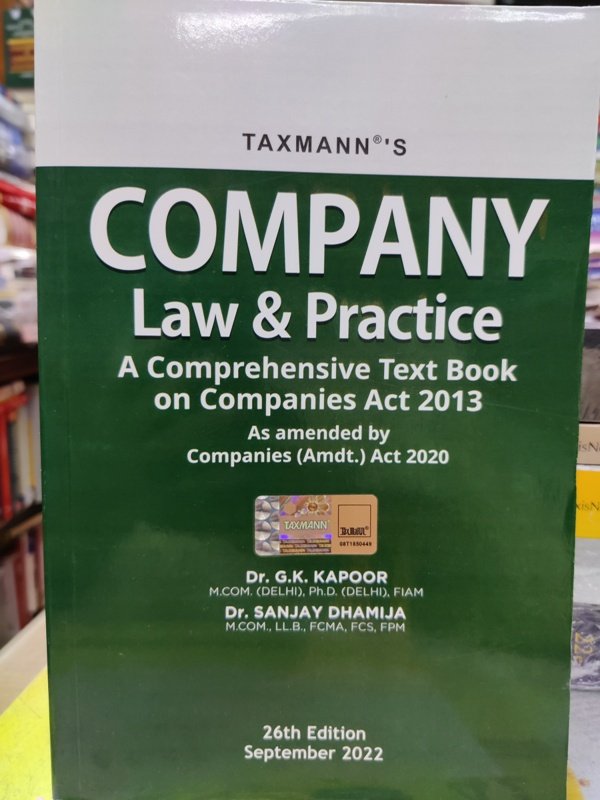 TAXMANN®'S
COMPANY
Law & Practice
A Comprehensive Text Book
on Companies Act 2013
As amended by
Companies (Amdt.) Act 2020
TAXMANN®
Dr. G.K. KAPOOR
M.COM. (DELHI), Ph.D. (DELHI), FIAM
Dr. SANJAY DHAMIJA
M.COM., LL.B., FCMA, FCS, FPM
26th Edition
September 2022